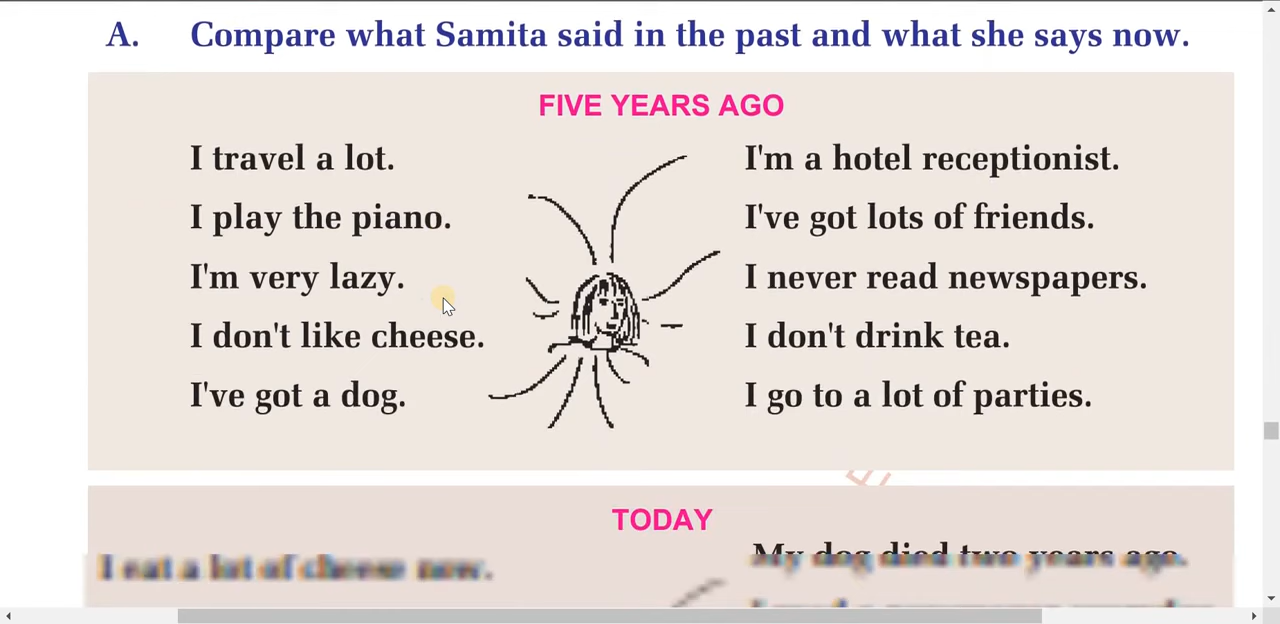 A. Compare what Samita said in the past and what she says now.
FIVE YEARS AGO
I travel a lot.
I play the piano.
I'm very lazy.
I don't like cheese.
I've got a dog.
I'm a hotel receptionist.
I've got lots of friends.
I never read newspapers.
I don't drink tea.
I go to a lot of parties.
TODAY
I eat a lot of cheese now.
My dog died two years ago.